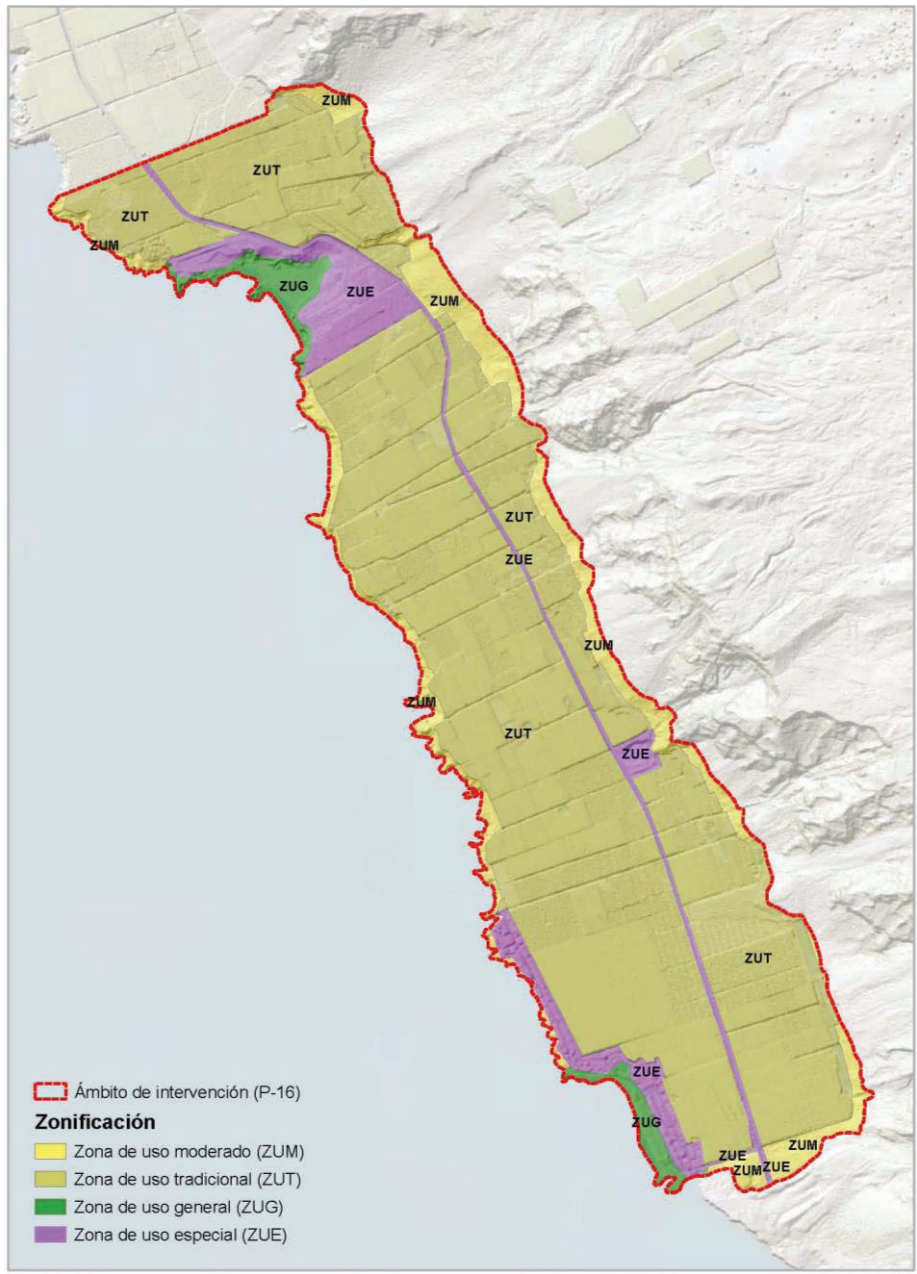 ZUM
ZUT
ZUT
ZUM
ZUG
ZUE
ZUM
ZUT
ZUE
ZUM
ZUM
ZUT
ZUE
ZUT
ZUE
ZUG
ZUE
ZUM
ZUM
ZUE
Ámbito de intervención (P-16)
Zonificación
Zona de uso moderado (ZUM)
Zona de uso tradicional (ZUT)
Zona de uso general (ZUG)
Zona de uso especial (ZUE)